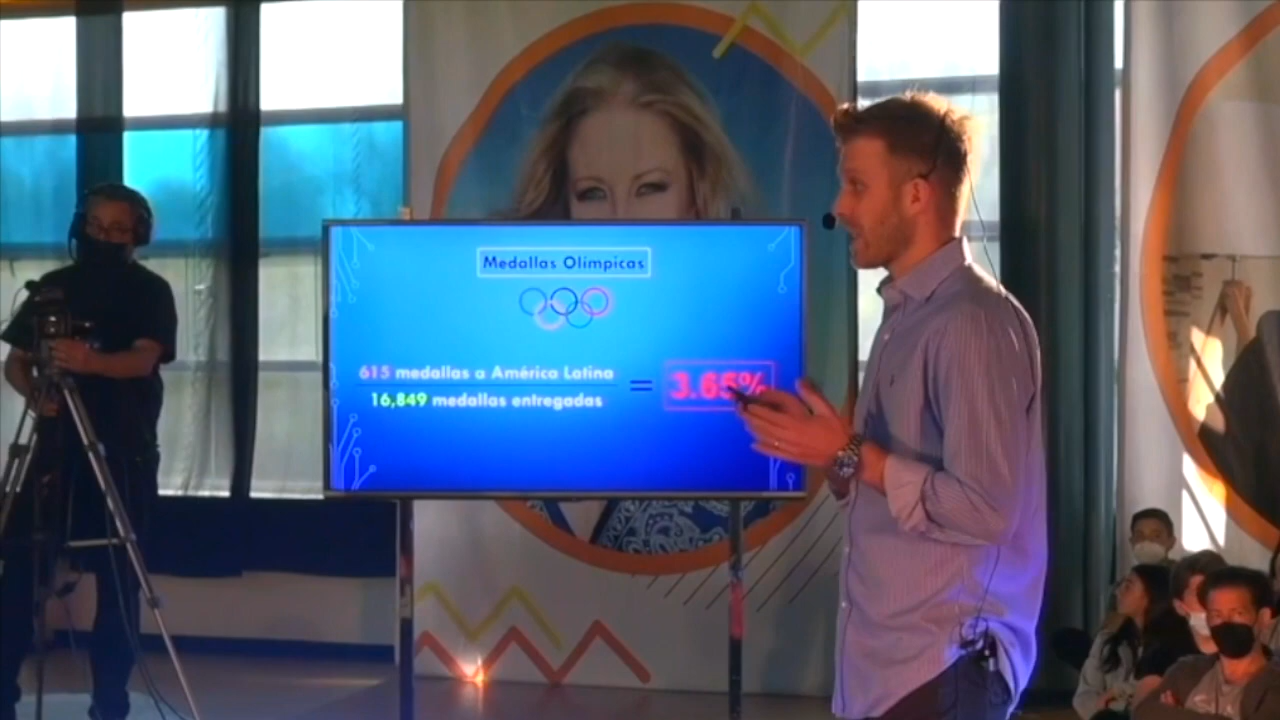 Medallas Olímpicas
615 medallas a América Latina
16,849 medallas entregadas
= 3.65%